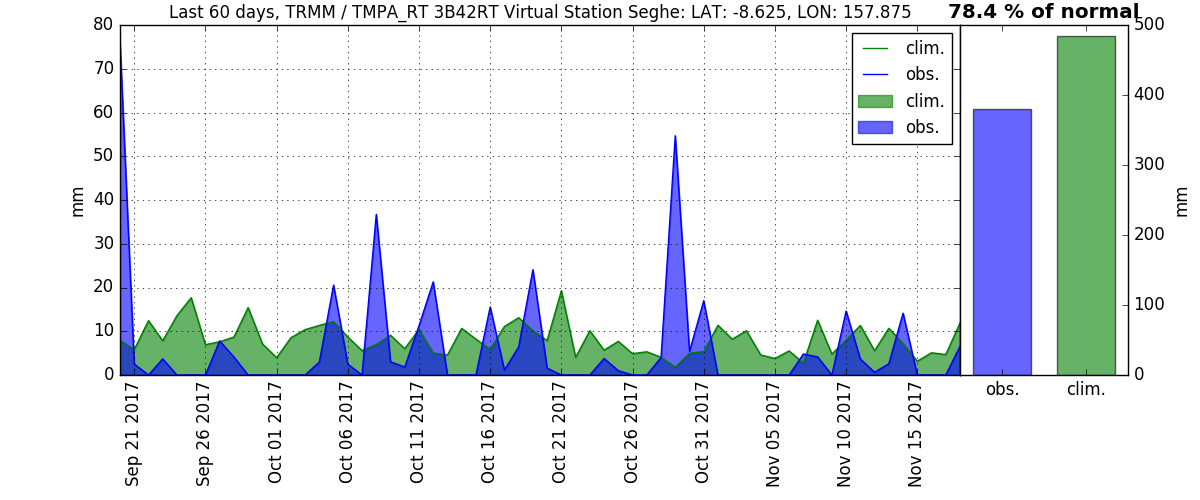 Last 60 days, TRMM / TMPA_RT 3B42RT Virtual Station Seghe: LAT: -8.625, LON: 157.875
78.4 % of normal
mm
80
70
60
50
40
30
20
10
0
clim.
obs.
clim.
obs.
Sep 21 2017
Sep 26 2017
Oct 01 2017
Oct 06 2017
Oct 11 2017
Oct 16 2017
Oct 21 2017
Oct 26 2017
Oct 31 2017
Nov 05 2017
Nov 10 2017
Nov 15 2017
500
400
300
200
100
0
mm
obs.
clim.